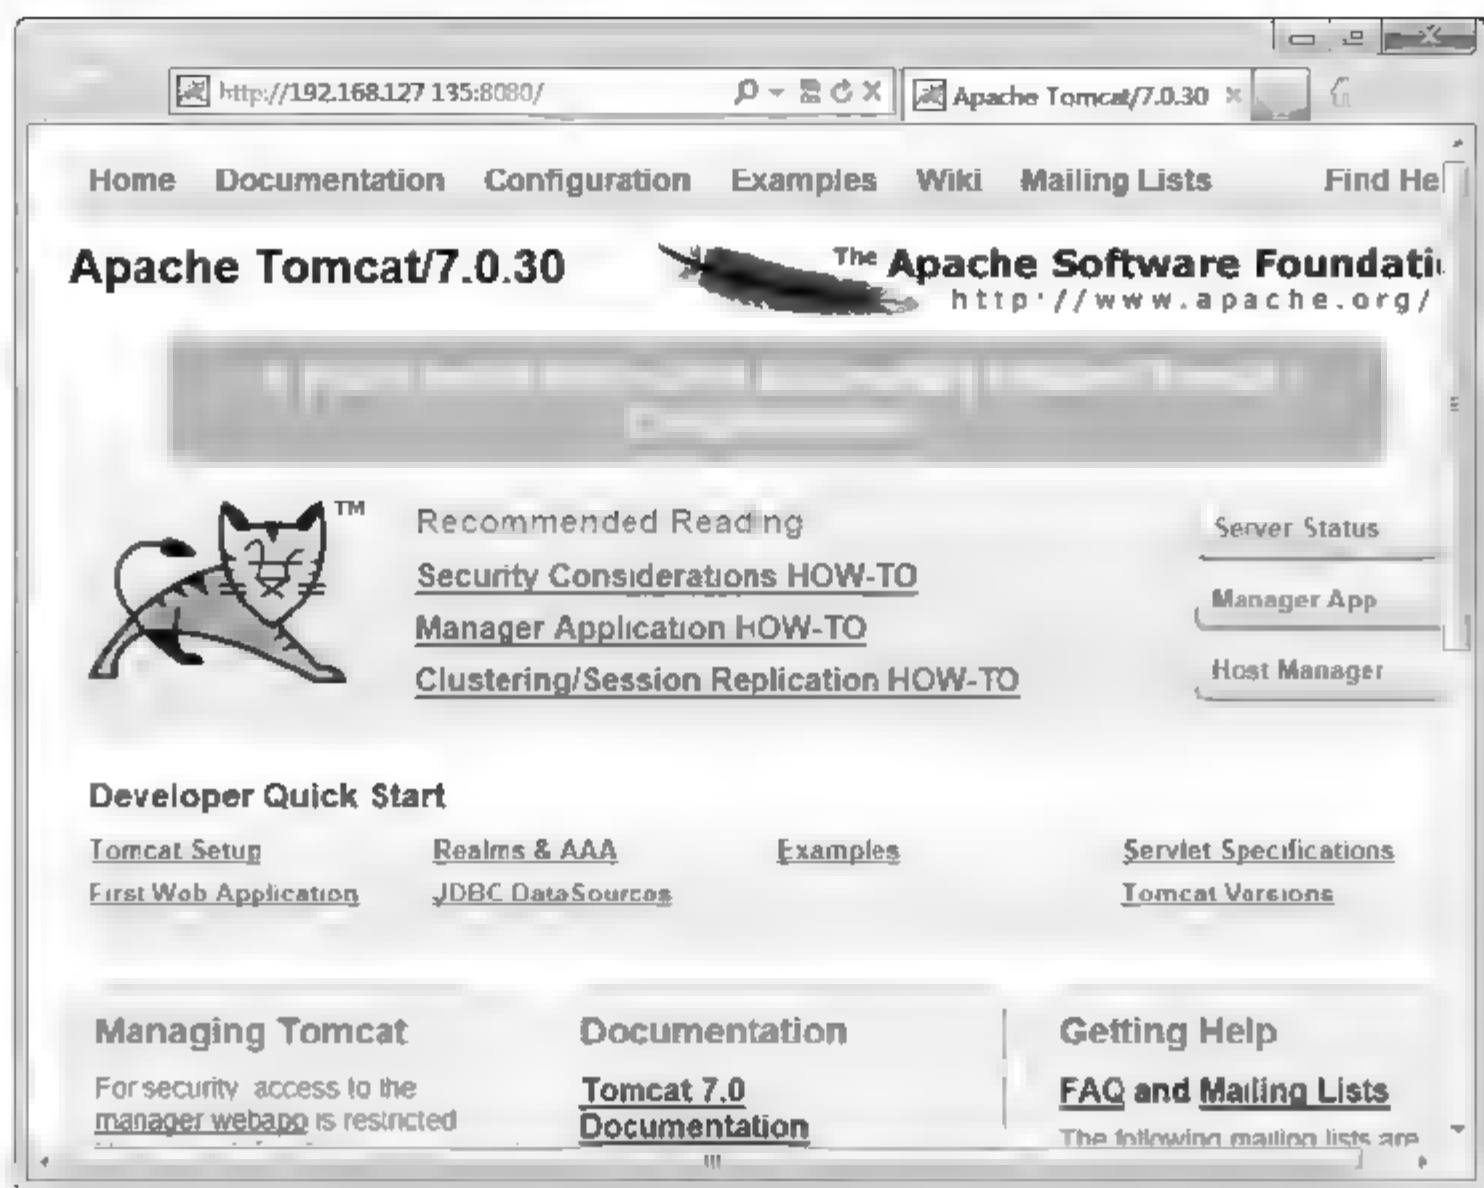 http://192.168.127 135:8080/ Apache Tomcat/7.0.30
Home Documentation Configuration Examples Wiki Mailing Lists Find He
Apache Tomcat/7.0.30
The Apache Software Foundati
http://www.apache.org/
TM
Recommended Reading
Server Status
Security Considerations HOW-TO
Manager App
Manager Application HOW-TO
Host Manager
Clustering/Session Replication HOW-TO
Developer Quick Start
Tomcat Setup Realms & AAA Examples Servlet Specifications
First Web Application JDBC DataSources Tomcat Versions
Managing Tomcat Documentation Getting Help
For security access to the
manager webapp is restricted
Tomcat 7.0
Documentation
FAQ and Mailing Lists
The following mailing lists are